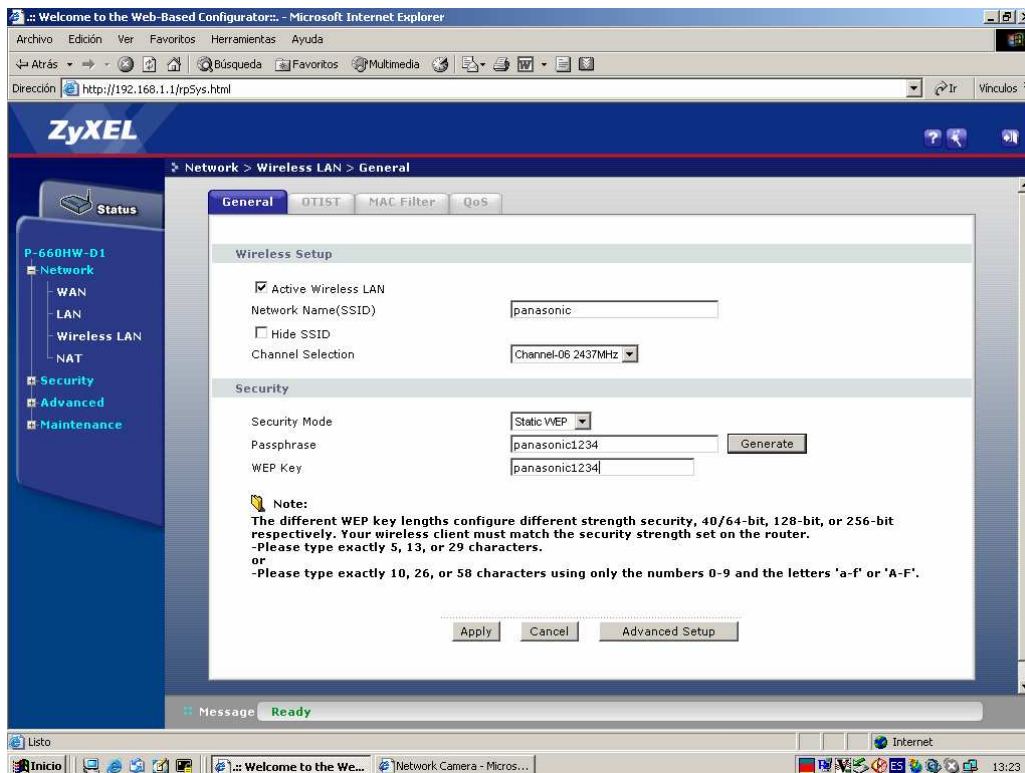 .:: Welcome to the Web-Based Configurator::. - Microsoft Internet Explorer
Archivo Edición Ver Favoritos Herramientas Ayuda
Atrás Búsqueda Favoritos Multimedia
Dirección http://192.168.1.1/rpSys.html Ir Vínculos
ZyXEL
Network > Wireless LAN > General
Status
General OTIST MAC Filter QoS
P-660HW-D1
Network
WAN
LAN
Wireless LAN
NAT
Security
Advanced
Maintenance
Wireless Setup
Active Wireless LAN
Network Name(SSID) panasonic
Hide SSID
Channel Selection Channel-06 2437MHz
Security
Security Mode Static WEP
Passphrase panasonic1234 Generate
WEP Key panasonic1234
Note:
The different WEP key lengths configure different strength security, 40/64-bit, 128-bit, or 256-bit
respectively. Your wireless client must match the security strength set on the router.
-Please type exactly 5, 13, or 29 characters.
or
-Please type exactly 10, 26, or 58 characters using only the numbers 0-9 and the letters 'a-f' or 'A-F'.
Apply Cancel Advanced Setup
Message Ready
Listo Internet
Inicio .:: Welcome to the We... Network Camera - Micros... ES 13:23